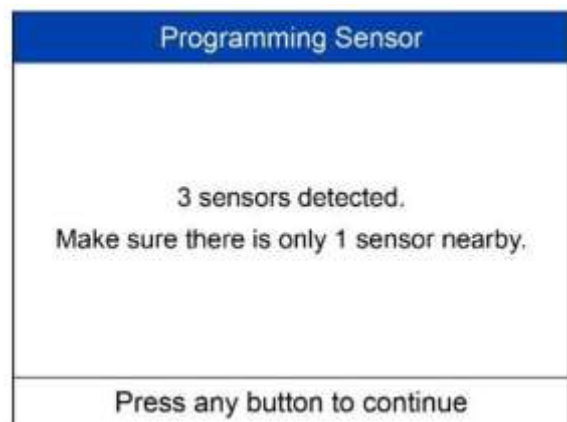 Programming Sensor
3 sensors detected.
Make sure there is only 1 sensor nearby.
Press any button to continue